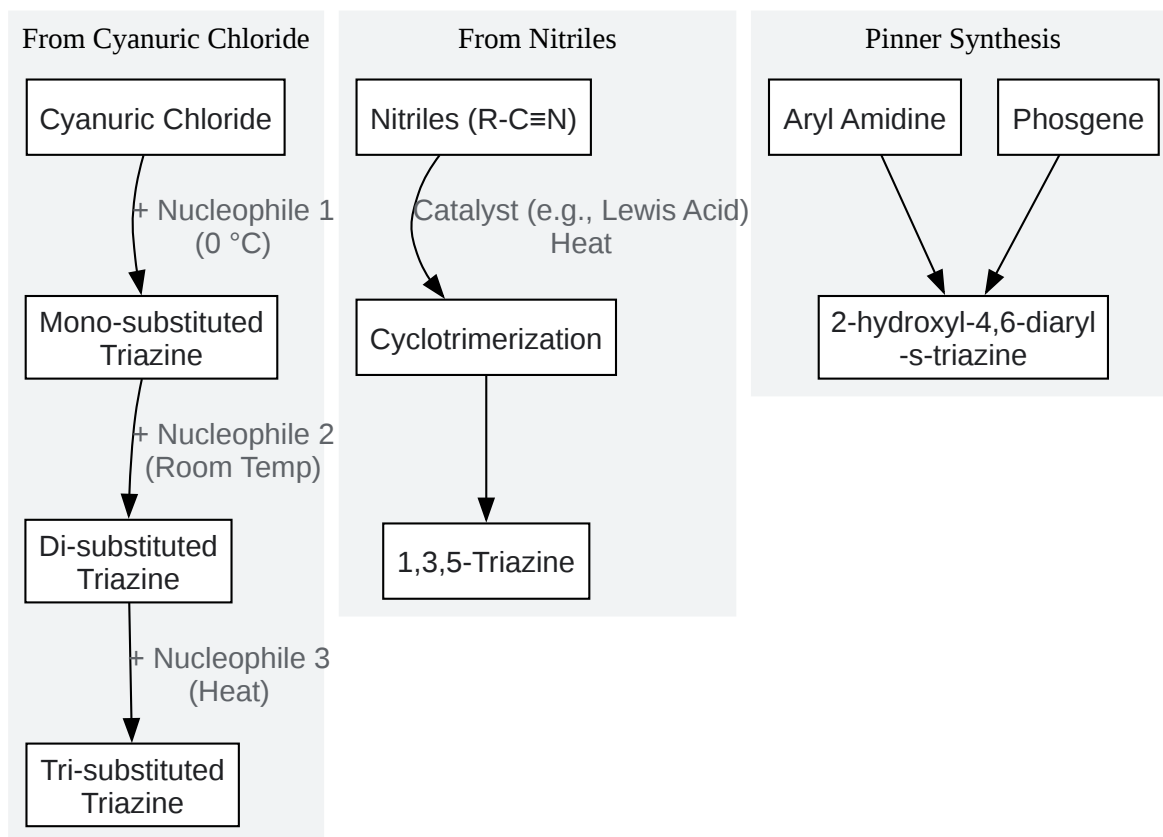 From Cyanuric Chloride
Cyanuric Chloride
+ Nucleophile 1
(0 °C)
Mono-substituted
Triazine
+ Nucleophile 2
(Room Temp)
Di-substituted
Triazine
+ Nucleophile 3
(Heat)
Tri-substituted
Triazine
From Nitriles
Nitriles (R-C≡N)
Catalyst (e.g., Lewis Acid)
Heat
Cyclotrimerization
1,3,5-Triazine
Pinner Synthesis
Aryl Amidine
Phosgene
2-hydroxyl-4,6-diaryl
-s-triazine